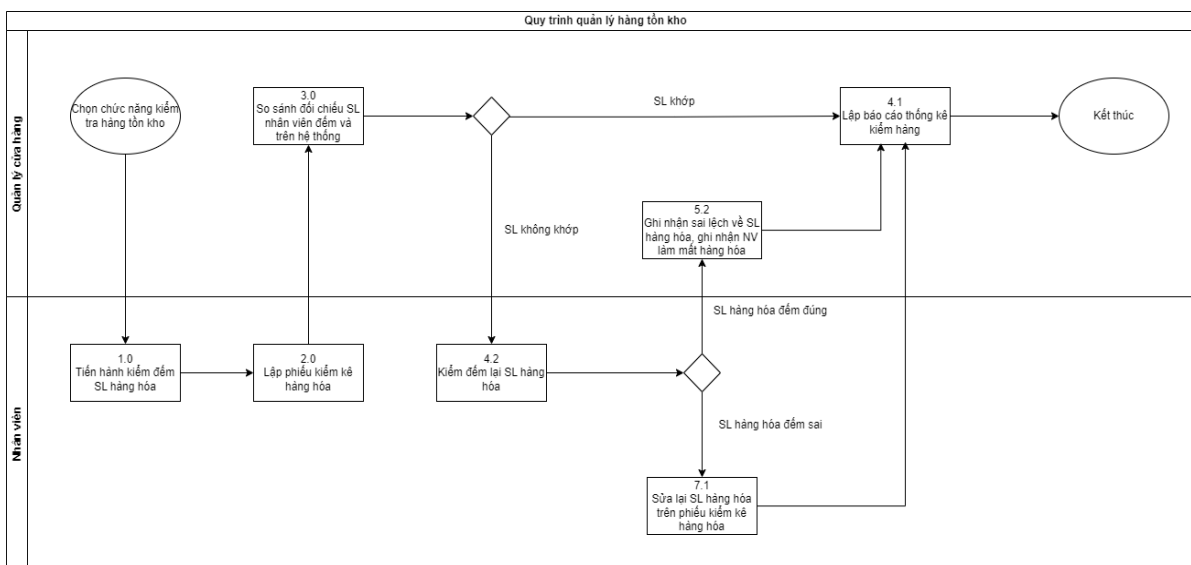 Quy trình quản lý hàng tồn kho
Quản lý cửa hàng
Chọn chức năng kiểm
tra hàng tồn kho
3.0
So sánh đối chiếu SL
nhân viên đếm và
trên hệ thống
SL khớp
4.1
Lập báo cáo thống kê
kiểm hàng
Kết thúc
SL không khớp
5.2
Ghi nhận sai lệch về SL
hàng hóa, ghi nhận NV
làm mất hàng hóa
Nhân viên
SL hàng hóa đếm đúng
1.0
Tiến hành kiểm đếm
SL hàng hóa
2.0
Lập phiếu kiểm kê
hàng hóa
4.2
Kiểm đếm lại SL hàng
hóa
SL hàng hóa đếm sai
7.1
Sửa lại SL hàng hóa
trên phiếu kiểm kê
hàng hóa